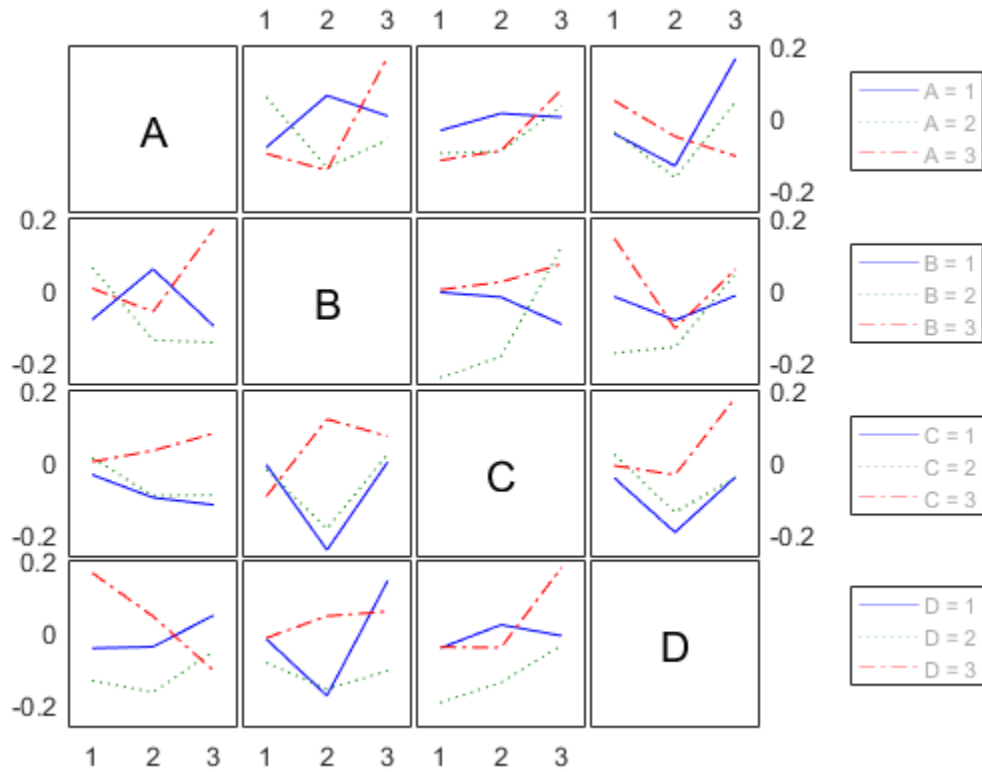 1 2 3
A
0.2
0
-0.2
A = 1
A = 2
A = 3
0.2
0
-0.2
B
0.2
0
-0.2
B = 1
B = 2
B = 3
0.2
0
-0.2
C
0.2
0
-0.2
C = 1
C = 2
C = 3
0.2
0
-0.2
D
D = 1
D = 2
D = 3
1 2 3
1 2 3
1 2 3
1 2 3
1 2 3